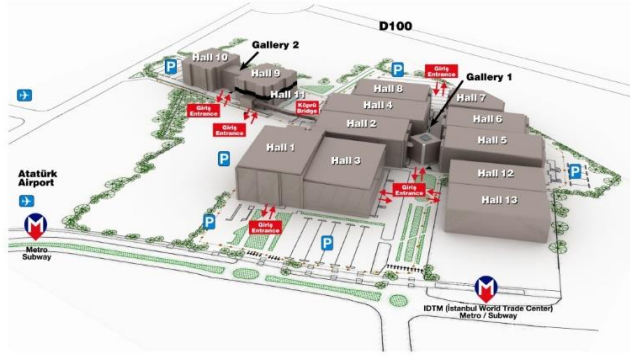 D100
Hall 10
Gallery 2
P
Hall 9
P
Giriş
Entrance
Gallery 1
Hall 8
Hall 11
Giriş
Entrance
Köprü
Bridge
Hall 4
Hall 7
Hall 6
Giriş
Entrance
Hall 2
Hall 5
Hall 1
P
Hall 3
Hall 12
P
Atatürk
Airport
Giriş
Entrance
Hall 13
P
Giriş
Entrance
P
M
Metro
Subway
M
IDTM (İstanbul World Trade Center)
Metro / Subway